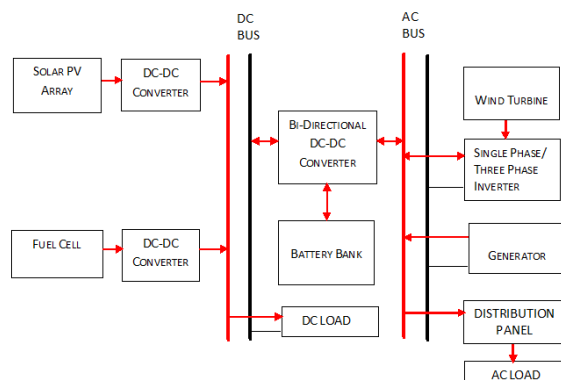 DC
BUS
AC
BUS
SOLAR PV
ARRAY
DC-DC
CONVERTER
BI-DIRECTIONAL
DC-DC
CONVERTER
WIND TURBINE
SINGLE PHASE/
THREE PHASE
INVERTER
FUEL CELL
DC-DC
CONVERTER
BATTERY BANK
GENERATOR
DC LOAD
DISTRIBUTION
PANEL
AC LOAD